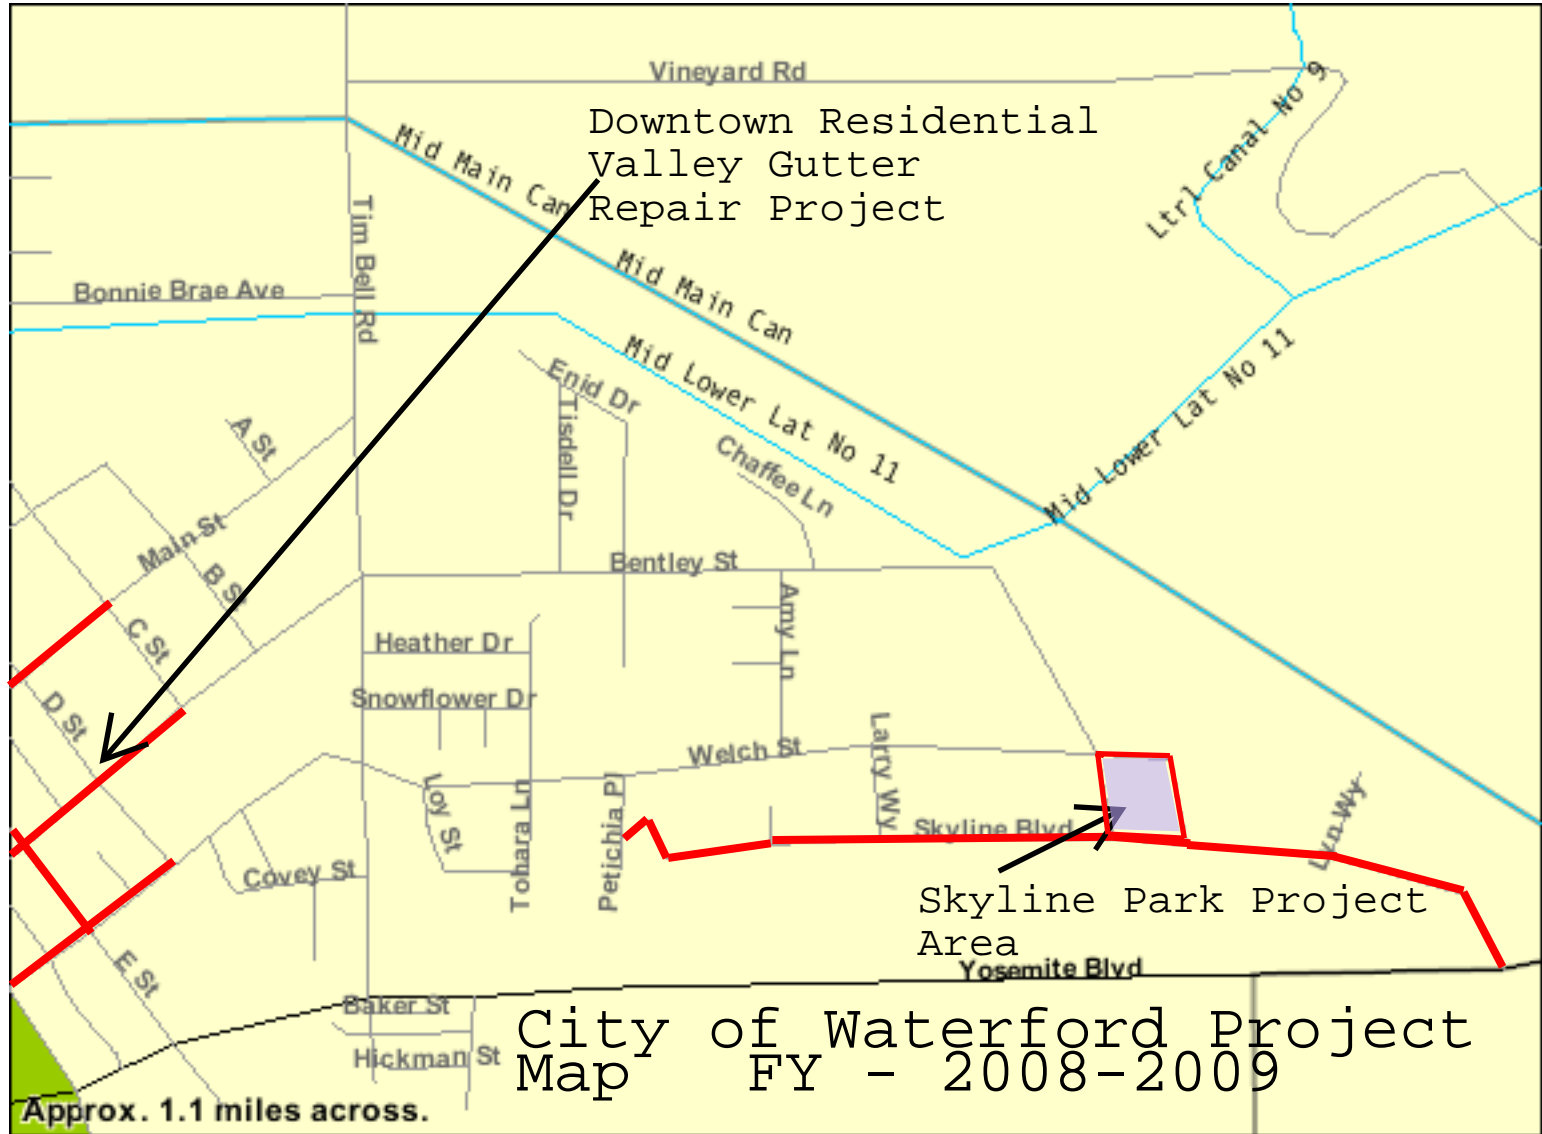 Vineyard Rd
Ltrl Canal No 9
Downtown Residential
Valley Gutter
Repair Project
Mid Main Can
Tim Bell Rd
Mid Main Can
Bonnie Brae Ave
Mid Lower Lat No 11
Mid Lower Lat No 11
Enid Dr
Tisdell Dr
A St
Chaffee Ln
Main St
Bentley St
B St
Amy Ln
C St
Heather Dr
Snowflower Dr
D St
Welch St
Larry Wy
Loy St
Tohara Ln
Petichia Pl
Skyline Blvd
Lyn Wy
Covey St
Skyline Park Project
Area
E St
Yosemite Blvd
Baker St
Hickman St
City of Waterford Project
Map FY - 2008-2009
Approx. 1.1 miles across.